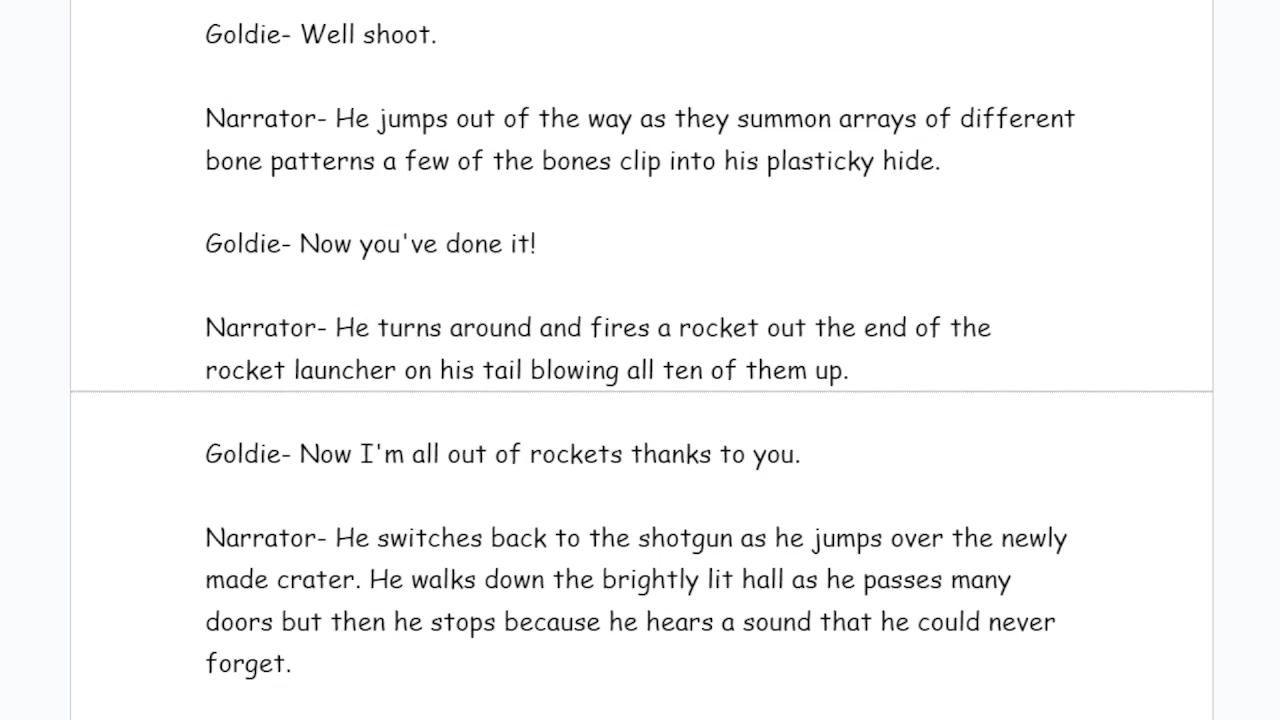 Goldie- Well shoot.
Narrator- He jumps out of the way as they summon arrays of different
bone patterns a few of the bones clip into his plasticky hide.
Goldie- Now you've done it!
Narrator- He turns around and fires a rocket out the end of the
rocket launcher on his tail blowing all ten of them up.
Goldie- Now I'm all out of rockets thanks to you.
Narrator- He switches back to the shotgun as he jumps over the newly
made crater. He walks down the brightly lit hall as he passes many
doors but then he stops because he hears a sound that he could never
forget.